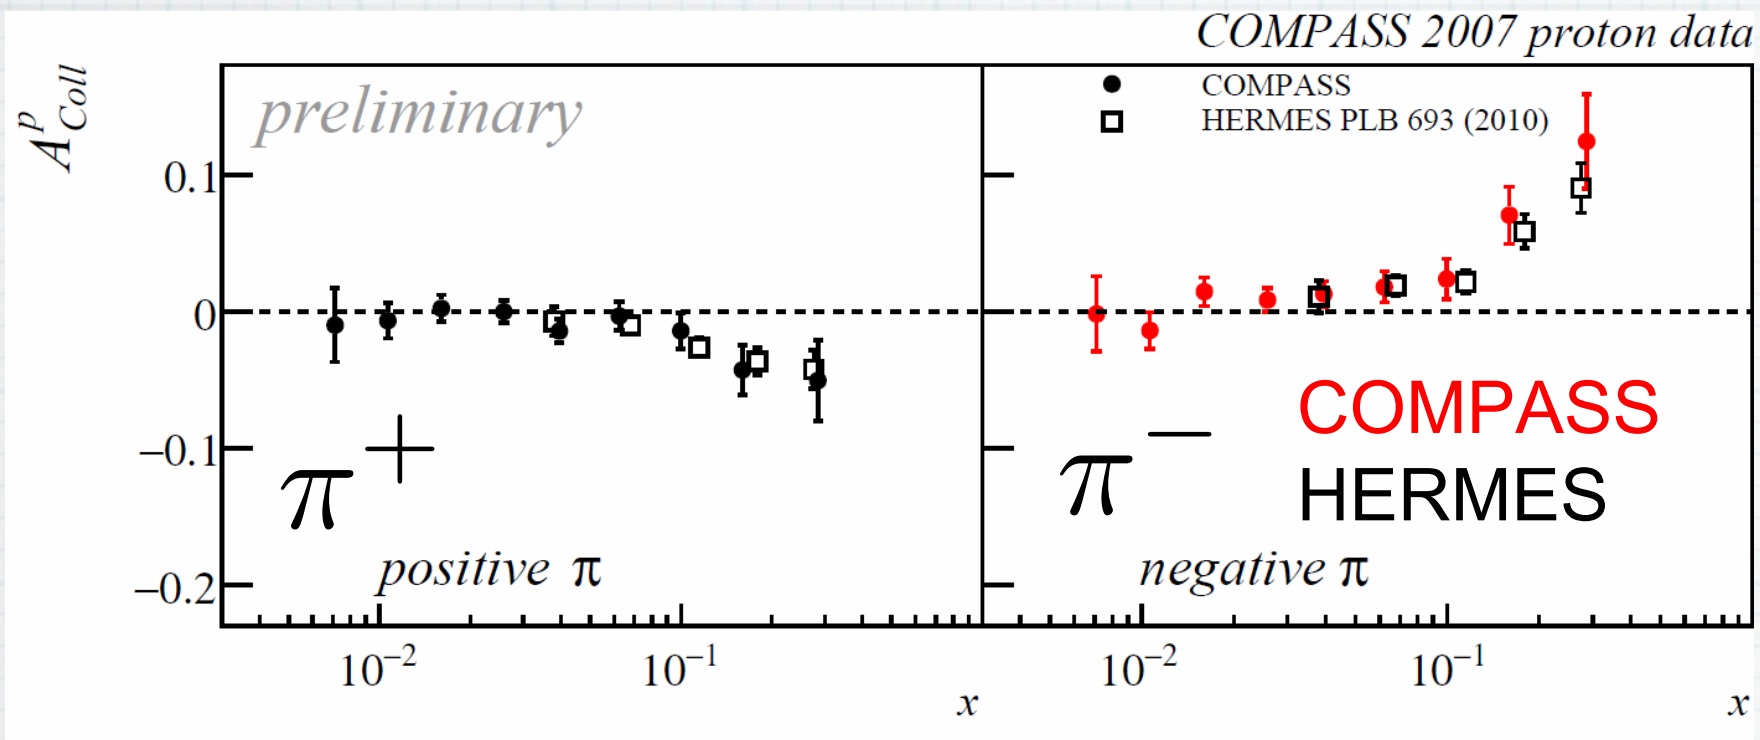 COMPASS 2007 proton data
A^p_Coll
preliminary
COMPASS
HERMES PLB 693 (2010)
0.1
0
−0.1
−0.2
π+
positive π
π−
COMPASS
HERMES
negative π
10−2
10−1
x
10−2
10−1
x